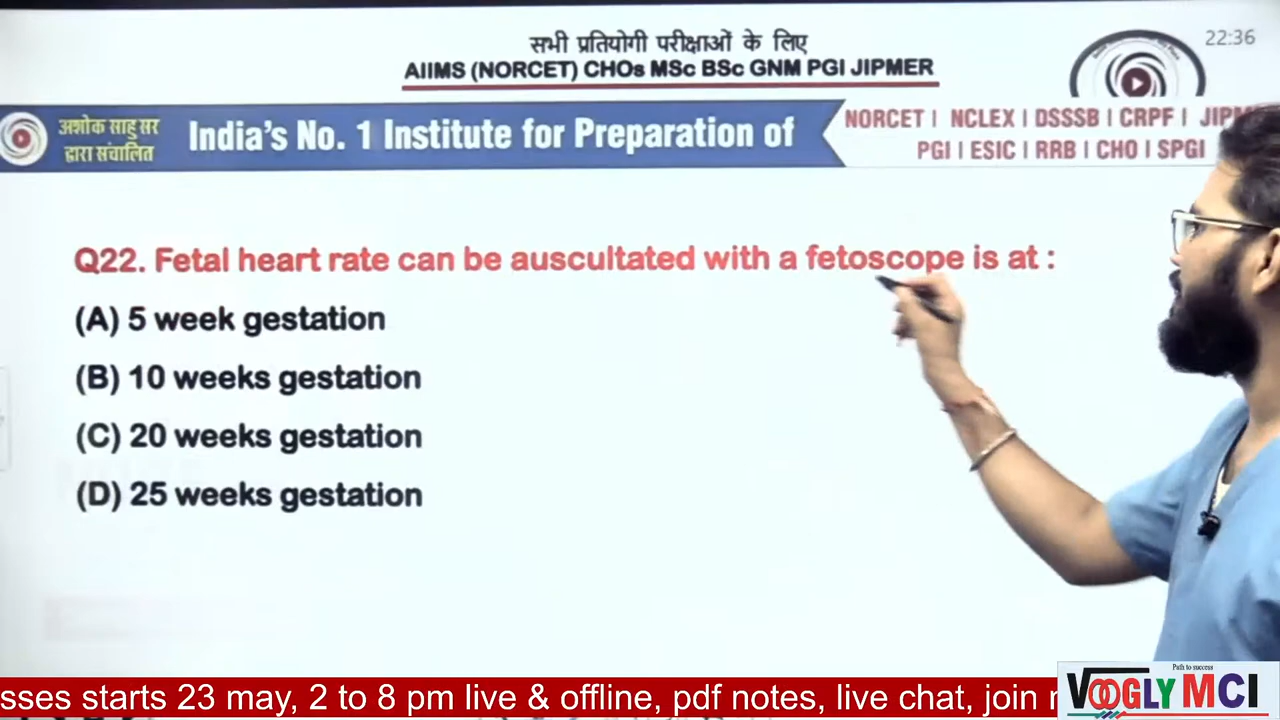 सभी प्रतियोगी परीक्षाओं के लिए
22:36
AIIMS (NORCET) CHOs MSc BSc GNM PGI JIPMER
अशोक साहु सर
द्वारा संचालित
India's No. 1 Institute for Preparation of
NORCET I NCLEX I DSSSB I CRPF I
PGI I ESIC I RRB I CHO I SPGI
Q22. Fetal heart rate can be auscultated with a fetoscope is at :
(A) 5 week gestation
(B) 10 weeks gestation
(C) 20 weeks gestation
(D) 25 weeks gestation
sses starts 23 may, 2 to 8 pm live & offline, pdf notes, live chat, join
Path to success
VOOGLY MCI